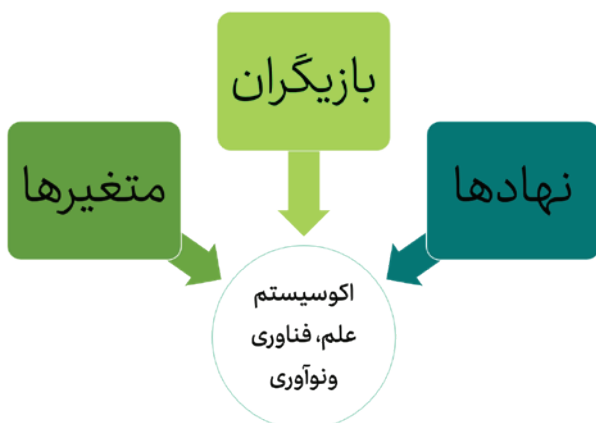 بازیگران
نهادها
متغیرها
اکوسیستم
علم، فناوری
ونوآوری